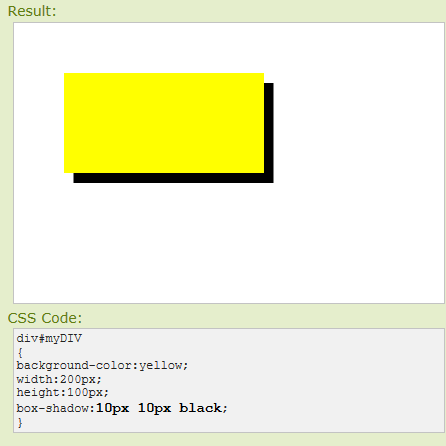 Result:
CSS Code:
div#myDIV
{
background-color:yellow;
width:200px;
height:100px;
box-shadow:10px 10px black;
}